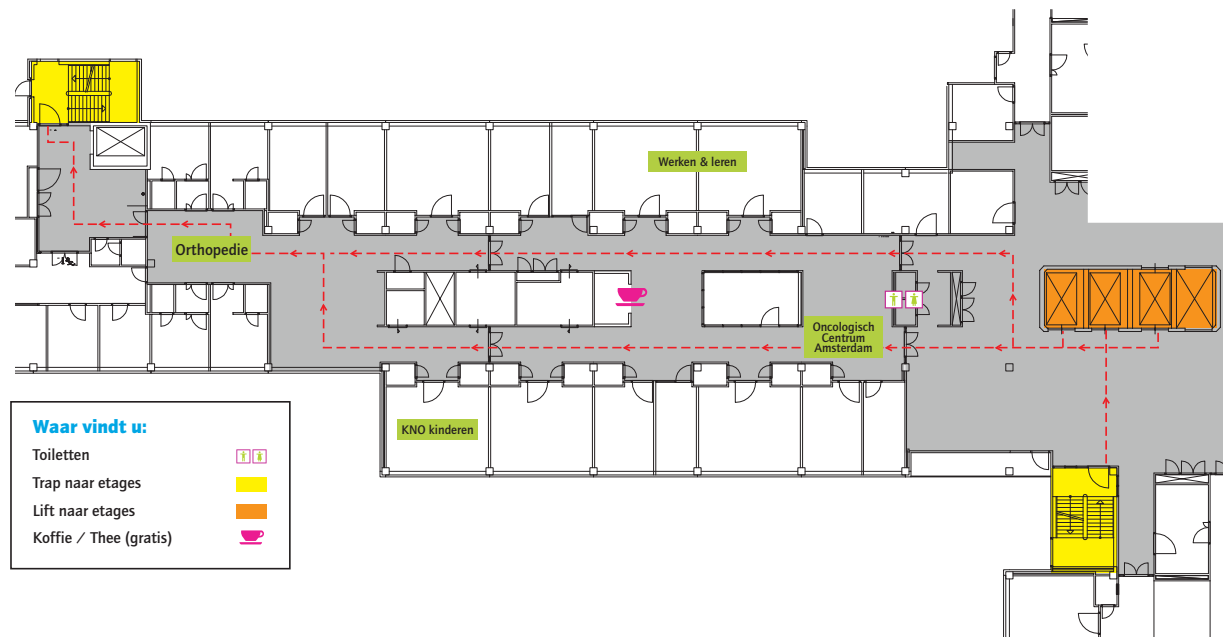 Werken & leren
Orthopedie
Oncologisch
Centrum
Amsterdam
KNO kinderen
Waar vindt u:
Toiletten
Trap naar etages
Lift naar etages
Koffie / Thee (gratis)